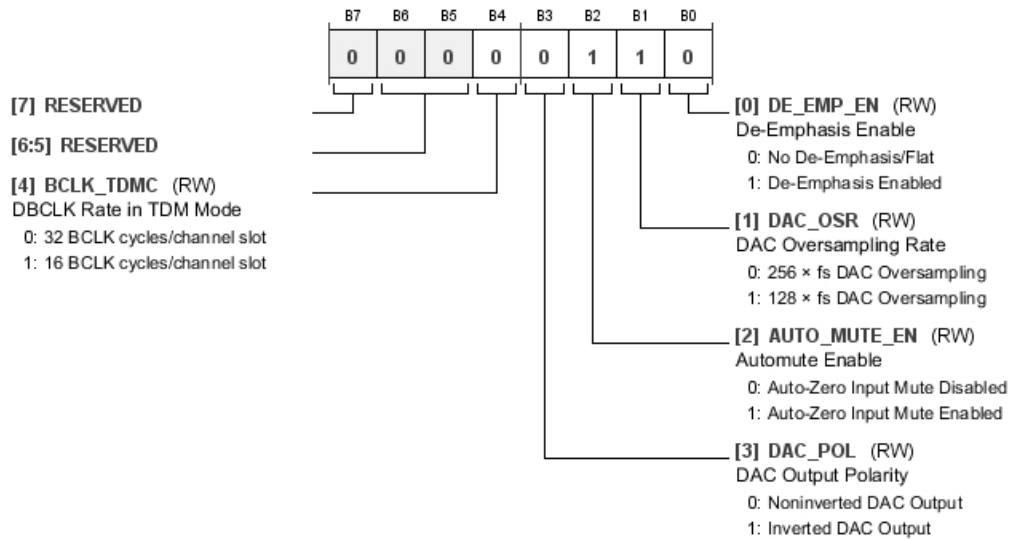 B7 B6 B5 B4 B3 B2 B1 B0
0 0 0 0 0 1 1 0
[7] RESERVED
[6:5] RESERVED
[4] BCLK_TDMC (RW)
DBCLK Rate in TDM Mode
0: 32 BCLK cycles/channel slot
1: 16 BCLK cycles/channel slot
[0] DE_EMP_EN (RW)
De-Emphasis Enable
0: No De-Emphasis/Flat
1: De-Emphasis Enabled
[1] DAC_OSR (RW)
DAC Oversampling Rate
0: 256 × fs DAC Oversampling
1: 128 × fs DAC Oversampling
[2] AUTO_MUTE_EN (RW)
Automute Enable
0: Auto-Zero Input Mute Disabled
1: Auto-Zero Input Mute Enabled
[3] DAC_POL (RW)
DAC Output Polarity
0: Noninverted DAC Output
1: Inverted DAC Output